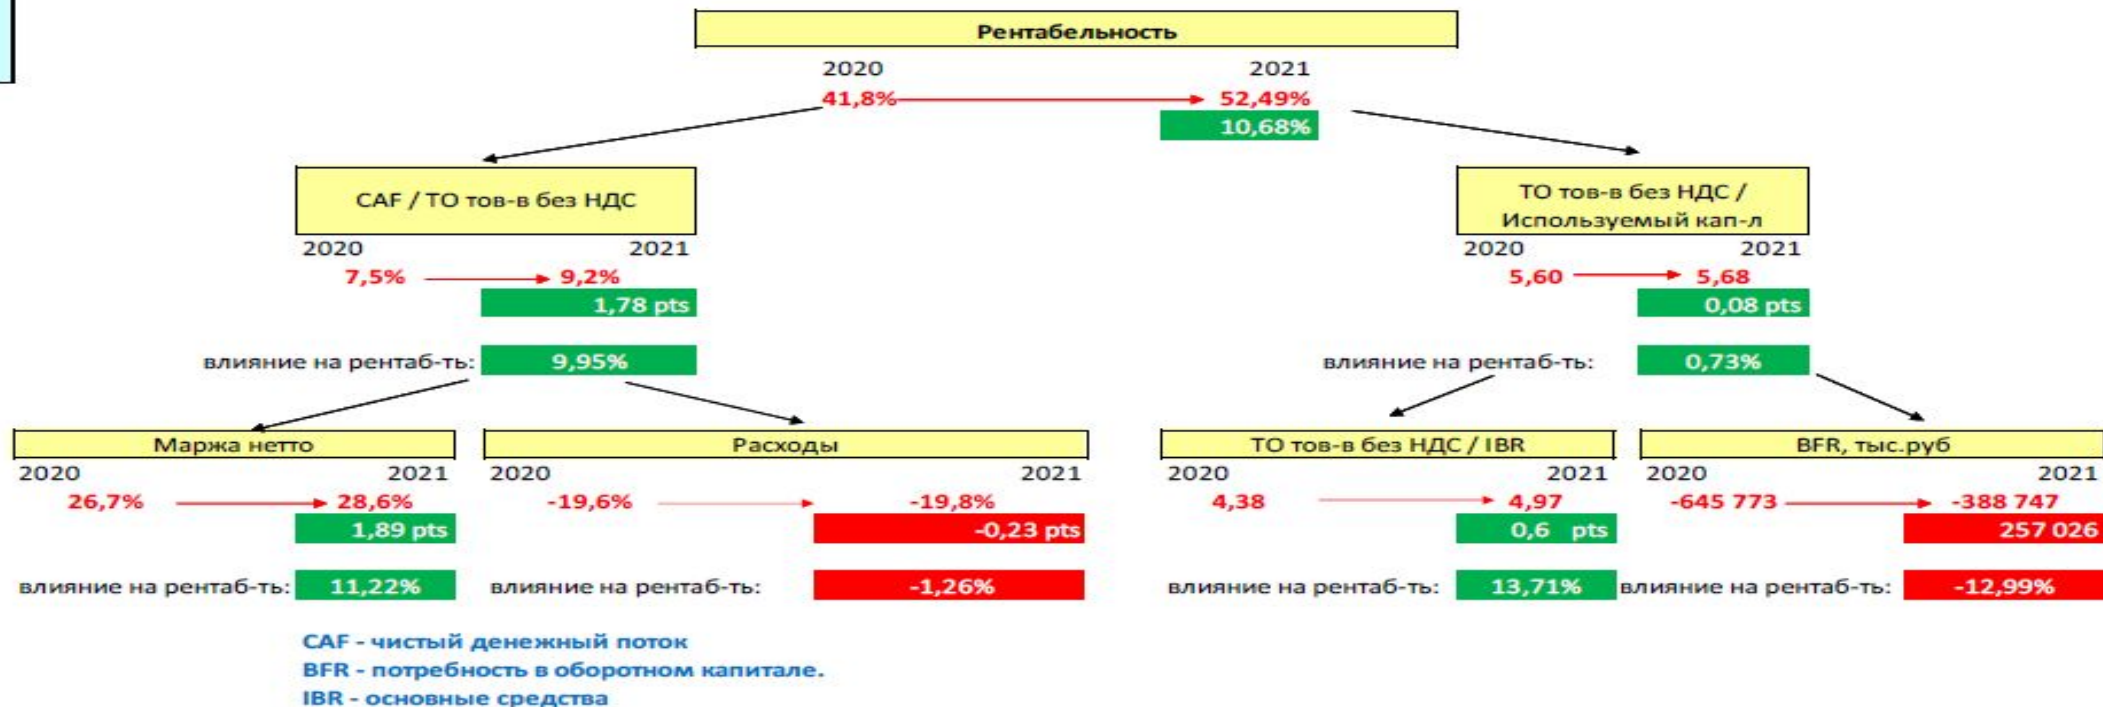 Рентабельность
2020 2021
41,8% 52,49%
10,68%
CAF / ТО тов-в без НДС
2020 2021
7,5% 9,2%
1,78 pts
влияние на рентаб-ть: 9,95%
ТО тов-в без НДС /
Используемый кап-л
2020 2021
5,60 5,68
0,08 pts
влияние на рентаб-ть: 0,73%
Маржа нетто
2020 2021
26,7% 28,6%
1,89 pts
влияние на рентаб-ть: 11,22%
Расходы
2020 2021
-19,6% -19,8%
-0,23 pts
влияние на рентаб-ть: -1,26%
ТО тов-в без НДС / IBR
2020 2021
4,38 4,97
0,6 pts
влияние на рентаб-ть: 13,71%
BFR, тыс.руб
2020 2021
-645 773 -388 747
257 026
влияние на рентаб-ть: -12,99%
CAF - чистый денежный поток
BFR - потребность в оборотном капитале.
IBR - основные средства